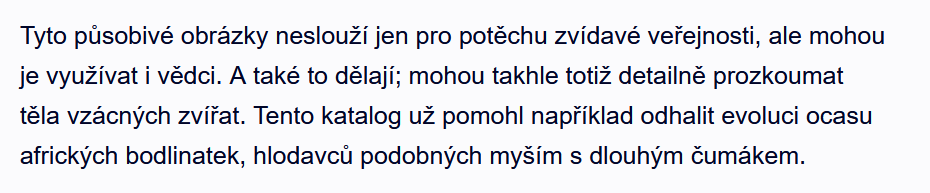 Tyto působivé obrázky neslouží jen pro potěchu zvídavé veřejnosti, ale mohou
je využívat i vědci. A také to dělají; mohou takhle totiž detailně prozkoumat
těla vzácných zvířat. Tento katalog už pomohl například odhalit evoluci ocasu
afrických bodlinatek, hlodavců podobných myším s dlouhým čumákem.